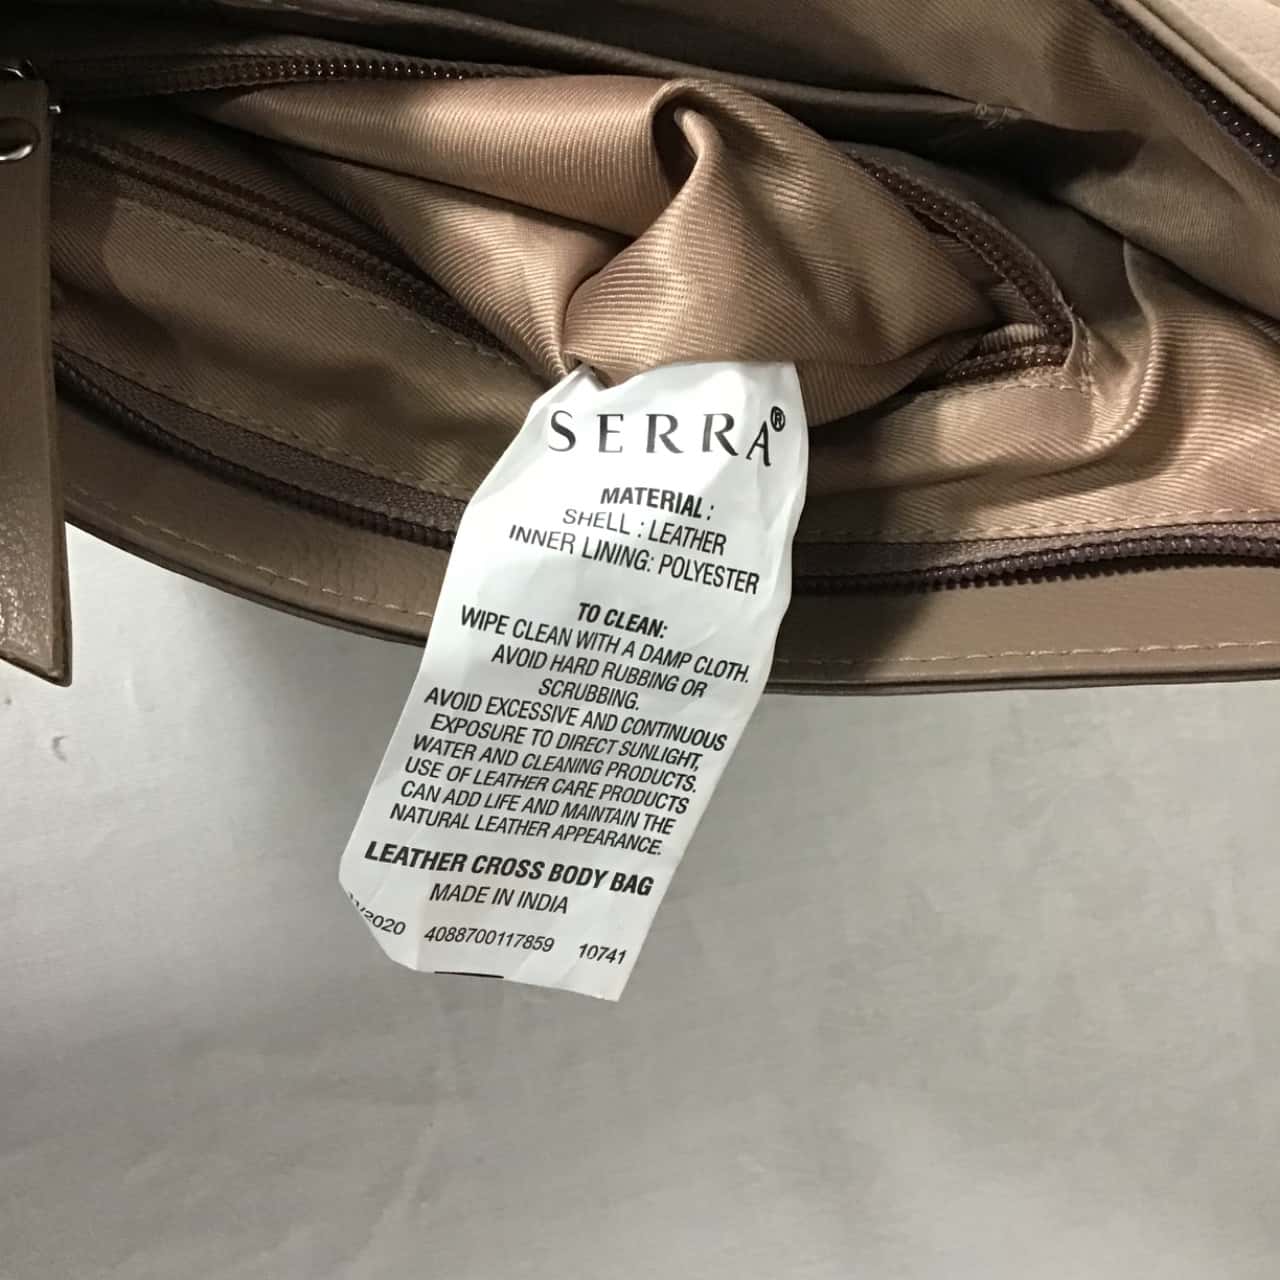 SERRA®
MATERIAL :
SHELL : LEATHER
INNER LINING: POLYESTER
TO CLEAN:
WIPE CLEAN WITH A DAMP CLOTH.
AVOID HARD RUBBING OR
SCRUBBING.
AVOID EXCESSIVE AND CONTINUOUS
EXPOSURE TO DIRECT SUNLIGHT,
WATER AND CLEANING PRODUCTS.
USE OF LEATHER CARE PRODUCTS
CAN ADD LIFE AND MAINTAIN THE
NATURAL LEATHER APPEARANCE.
LEATHER CROSS BODY BAG
MADE IN INDIA
/2020 4088700117859 10741